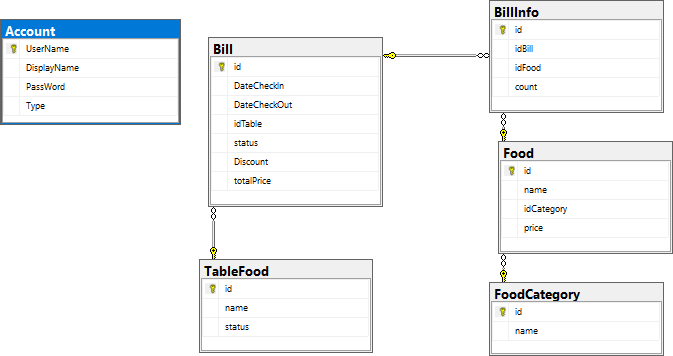 Account
UserName
DisplayName
PassWord
Type
Bill
id
DateCheckIn
DateCheckOut
idTable
status
Discount
totalPrice
BillInfo
id
idBill
idFood
count
Food
id
name
idCategory
price
TableFood
id
name
status
FoodCategory
id
name